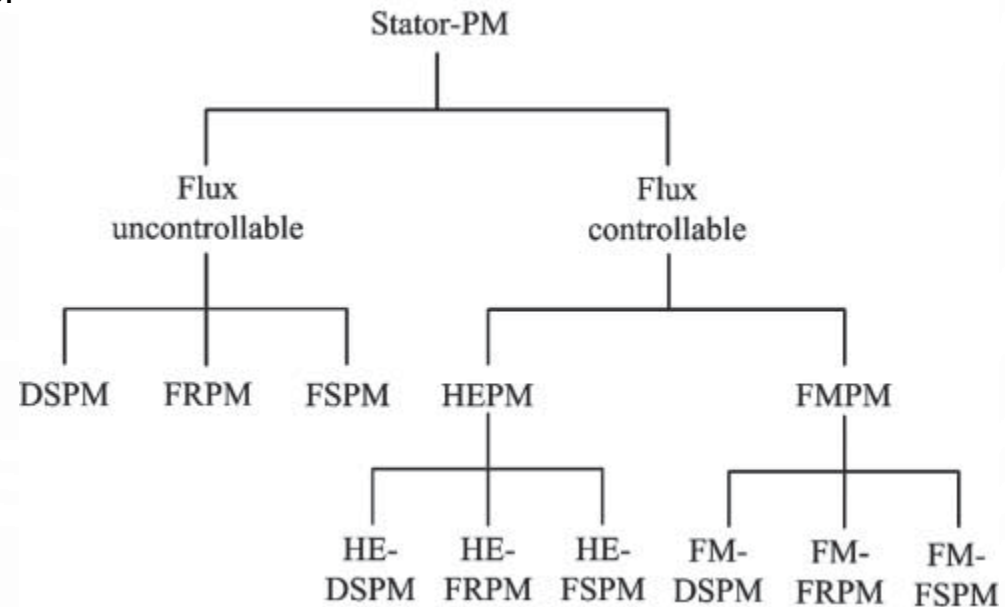 Stator-PM
Flux
uncontrollable
Flux
controllable
DSPM
FRPM
FSPM
HEPM
FMPM
HE-
DSPM
HE-
FRPM
HE-
FSPM
FM-
DSPM
FM-
FRPM
FM-
FSPM